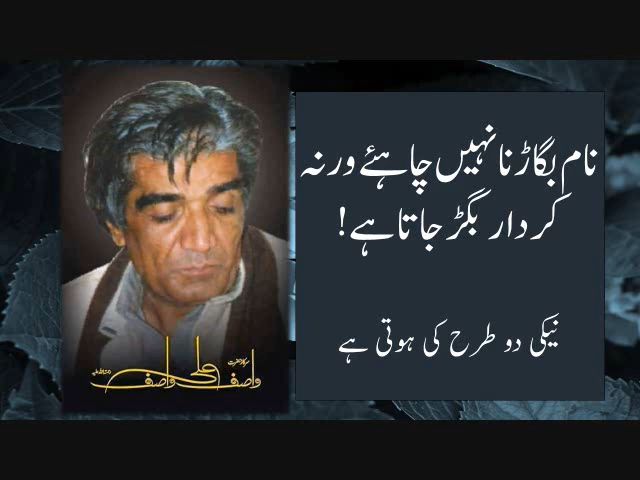 نام بگاڑنا نہیں چاہئے ورنہ
کردار بگڑ جاتا ہے!
نیکی دو طرح کی ہوتی ہے
واصف علی واصف